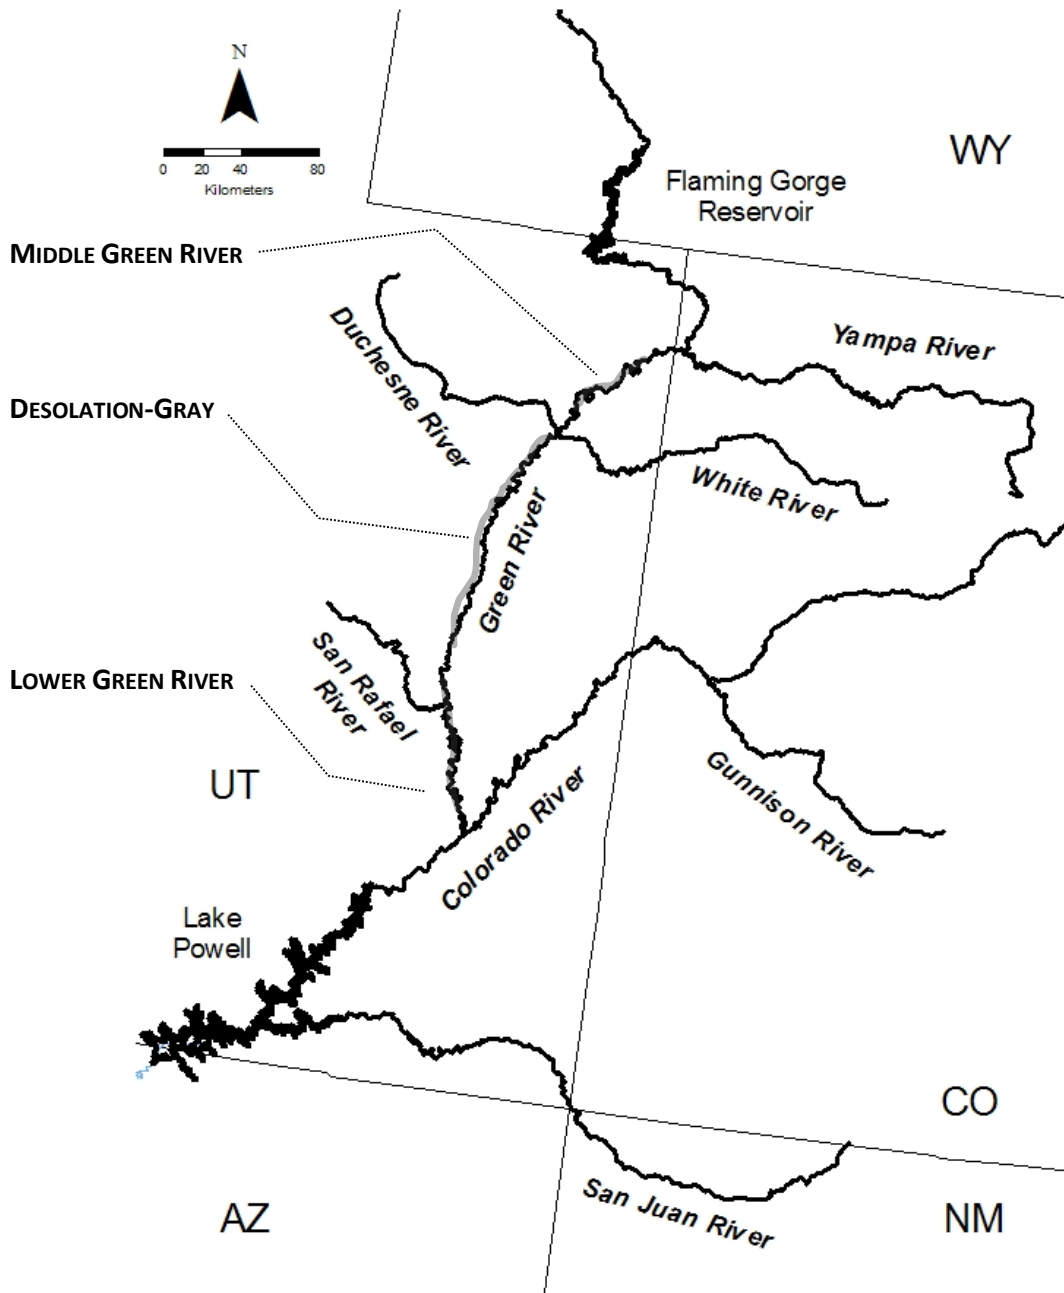 N
0 20 40 80
Kilometers
WY
Flaming Gorge
Reservoir
MIDDLE GREEN RIVER
Duchesne River
Yampa River
DESOLATION-GRAY
White River
Green River
San Rafael
River
LOWER GREEN RIVER
UT
Gunnison River
Colorado River
Lake
Powell
CO
AZ
San Juan River
NM